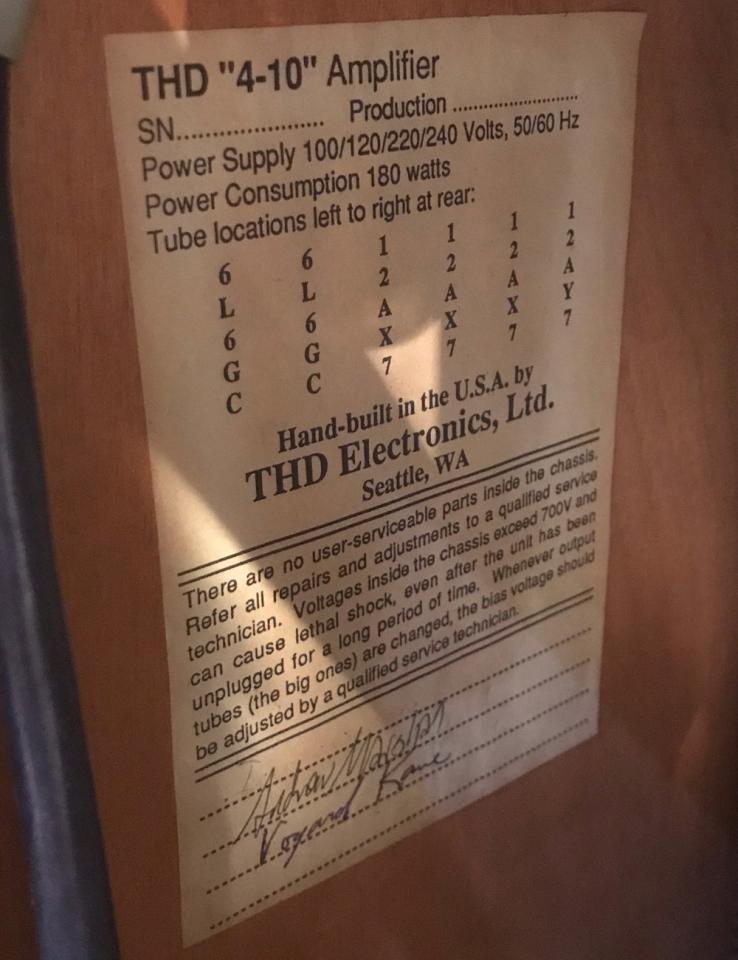 THD "4-10" Amplifier
SN...................... Production ..........................
Power Supply 100/120/220/240 Volts, 50/60 Hz
Power Consumption 180 watts
Tube locations left to right at rear:
6 6 1 1 1 1
L L 2 2 2 2
6 6 A A A A
G G X X X Y
C C 7 7 7 7
Hand-built in the U.S.A. by
THD Electronics, Ltd.
Seattle, WA
There are no user-serviceable parts inside the chassis.
Refer all repairs and adjustments to a qualified service
technician. Voltages inside the chassis exceed 700V and
can cause lethal shock, even after the unit has been
unplugged for a long period of time. Whenever output
tubes (the big ones) are changed, the bias voltage should
be adjusted by a qualified service technician.